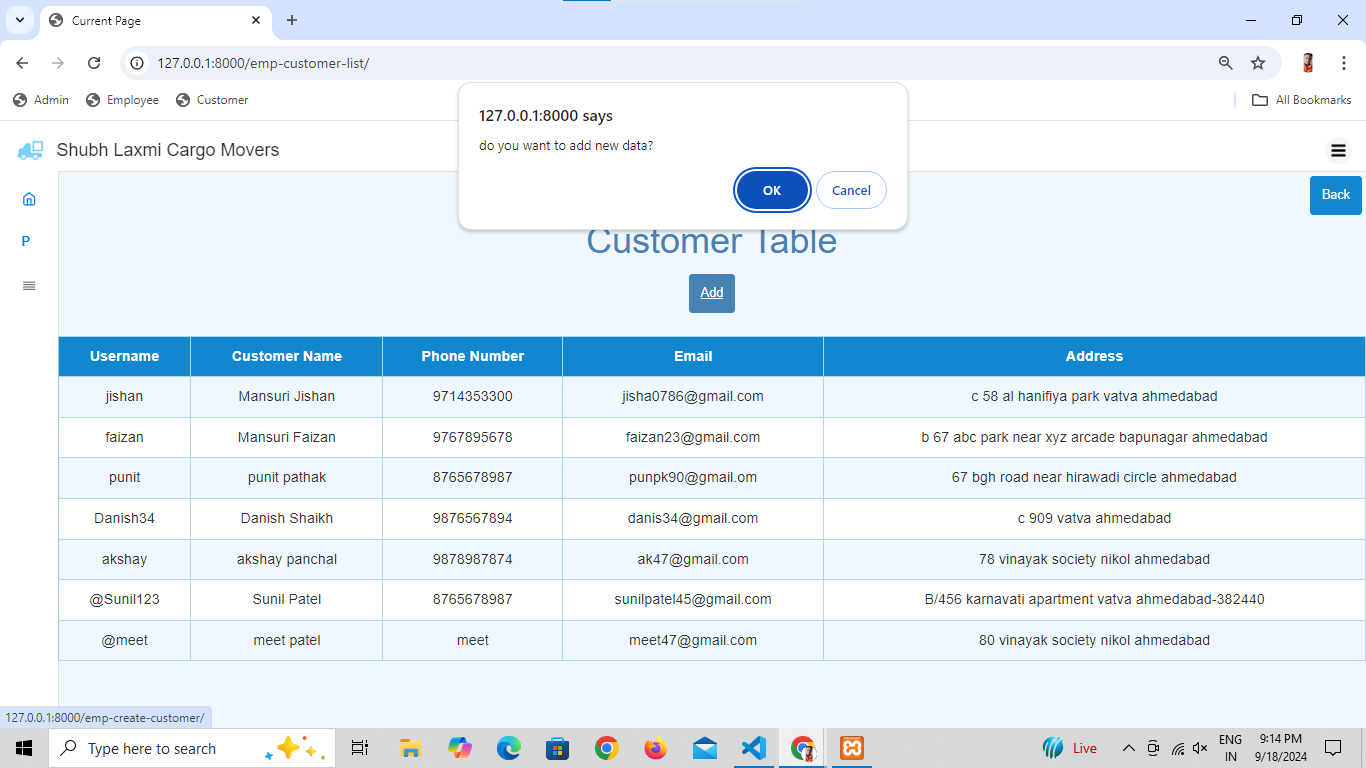 Current Page
127.0.0.1:8000/emp-customer-list/
Admin Employee Customer All Bookmarks
127.0.0.1:8000 says
do you want to add new data?
OK Cancel
Shubh Laxmi Cargo Movers
Back
P
Customer Table
Add
Username Customer Name Phone Number Email Address
jishan Mansuri Jishan 9714353300 jisha0786@gmail.com c 58 al hanifiya park vatva ahmedabad
faizan Mansuri Faizan 9767895678 faizan23@gmail.com b 67 abc park near xyz arcade bapunagar ahmedabad
punit punit pathak 8765678987 punpk90@gmail.om 67 bgh road near hirawadi circle ahmedabad
Danish34 Danish Shaikh 9876567894 danis34@gmail.com c 909 vatva ahmedabad
akshay akshay panchal 9878987874 ak47@gmail.com 78 vinayak society nikol ahmedabad
@Sunil123 Sunil Patel 8765678987 sunilpatel45@gmail.com B/456 karnavati apartment vatva ahmedabad-382440
@meet meet patel meet meet47@gmail.com 80 vinayak society nikol ahmedabad
127.0.0.1:8000/emp-create-customer/
Type here to search
Live
ENG
IN
9:14 PM
9/18/2024